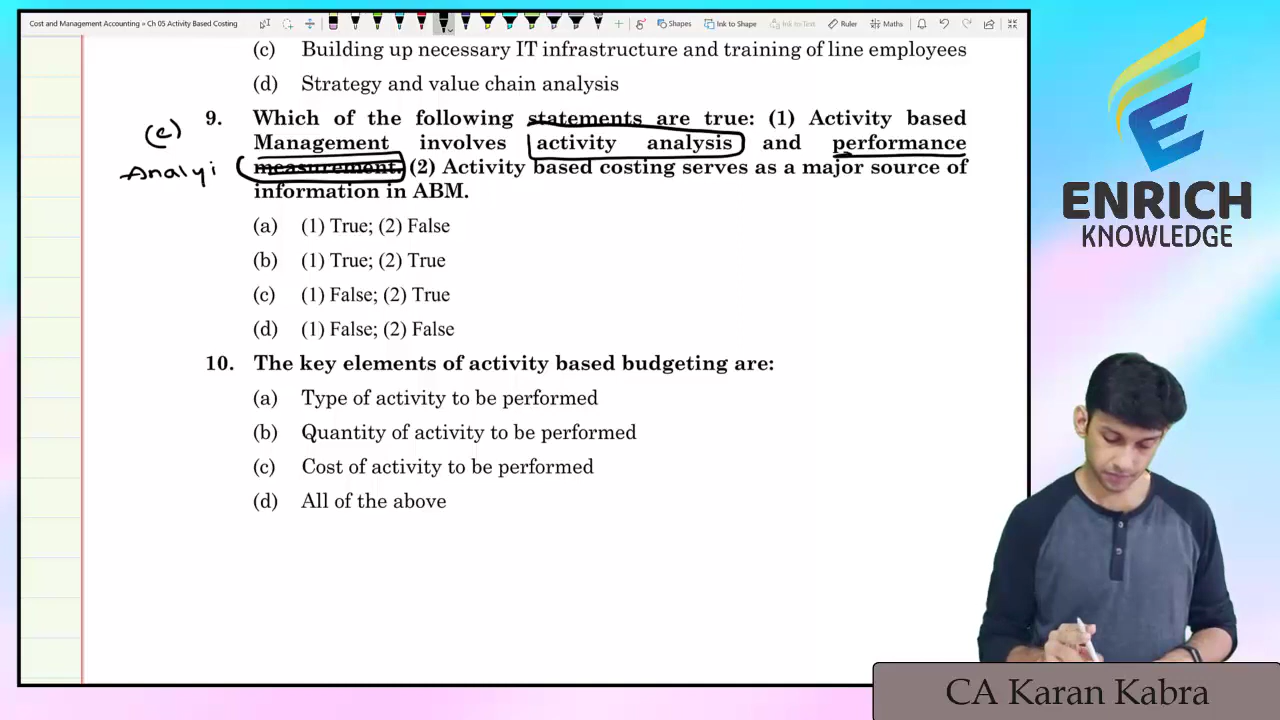 Cost and Management Accounting » Ch 05 Activity Based Costing
Shapes
Ink to Shape
Ink to Text
Ruler
Maths
(c) Building up necessary IT infrastructure and training of line employees
(d) Strategy and value chain analysis
9. Which of the following statements are true: (1) Activity based
Management involves activity analysis and performance
measurement. (2) Activity based costing serves as a major source of
information in ABM.
(c)
Analyi
(a) (1) True; (2) False
(b) (1) True; (2) True
(c) (1) False; (2) True
(d) (1) False; (2) False
10. The key elements of activity based budgeting are:
(a) Type of activity to be performed
(b) Quantity of activity to be performed
(c) Cost of activity to be performed
(d) All of the above
ENRICH
KNOWLEDGE
CA Karan Kabra